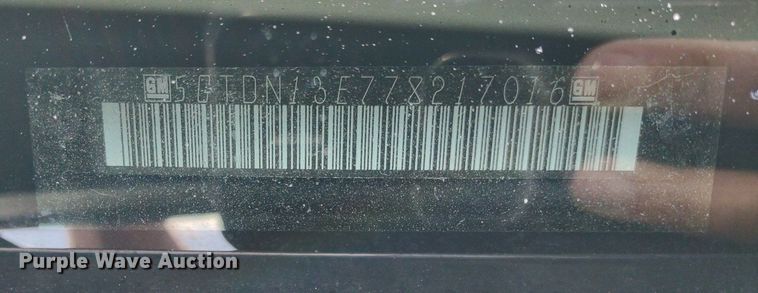 GM 5GTDN13E778217016 GM
Purple Wave Auction